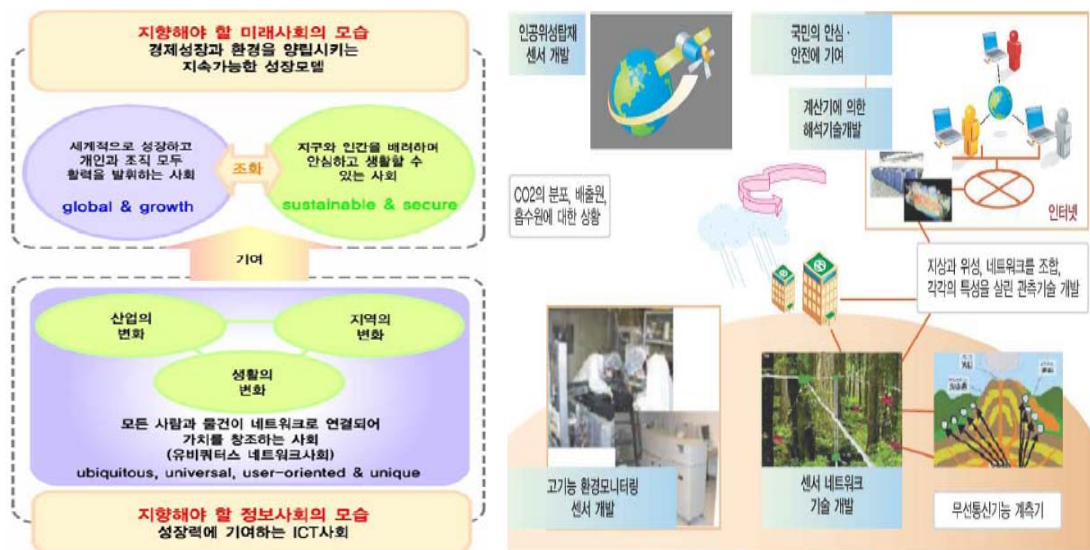 지향해야 할 미래사회의 모습
경제성장과 환경을 양립시키는
지속가능한 성장모델
세계적으로 성장하고
개인과 조직 모두
활력을 발휘하는 사회
global & growth
조화
지구와 인간을 배려하며
안심하고 생활할 수
있는 사회
sustainable & secure
기여
산업의
변화
지역의
변화
생활의
변화
모든 사람과 물건이 네트워크로 연결되어
가치를 창조하는 사회
(유비쿼터스 네트워크사회)
ubiquitous, universal, user-oriented & unique
지향해야 할 정보사회의 모습
성장력에 기여하는 ICT사회
인공위성탑재
센서 개발
국민의 안심 ·
안전에 기여
계산기에 의한
해석기술개발
인터넷
CO2의 분포, 배출원,
흡수원에 대한 상황
지상과 위성, 네트워크를 조합,
각각의 특성을 살린 관측기술 개발
고기능 환경모니터링
센서 개발
센서 네트워크
기술 개발
무선통신기능 계측기